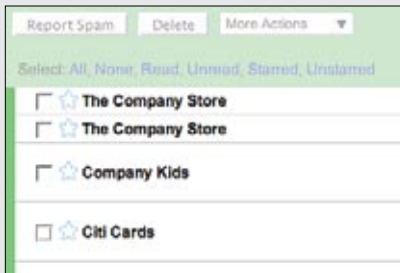 Report Spam Delete More Actions
Select: All, None, Read, Unread, Starred, Unstarred
The Company Store
The Company Store
Company Kids
Citi Cards